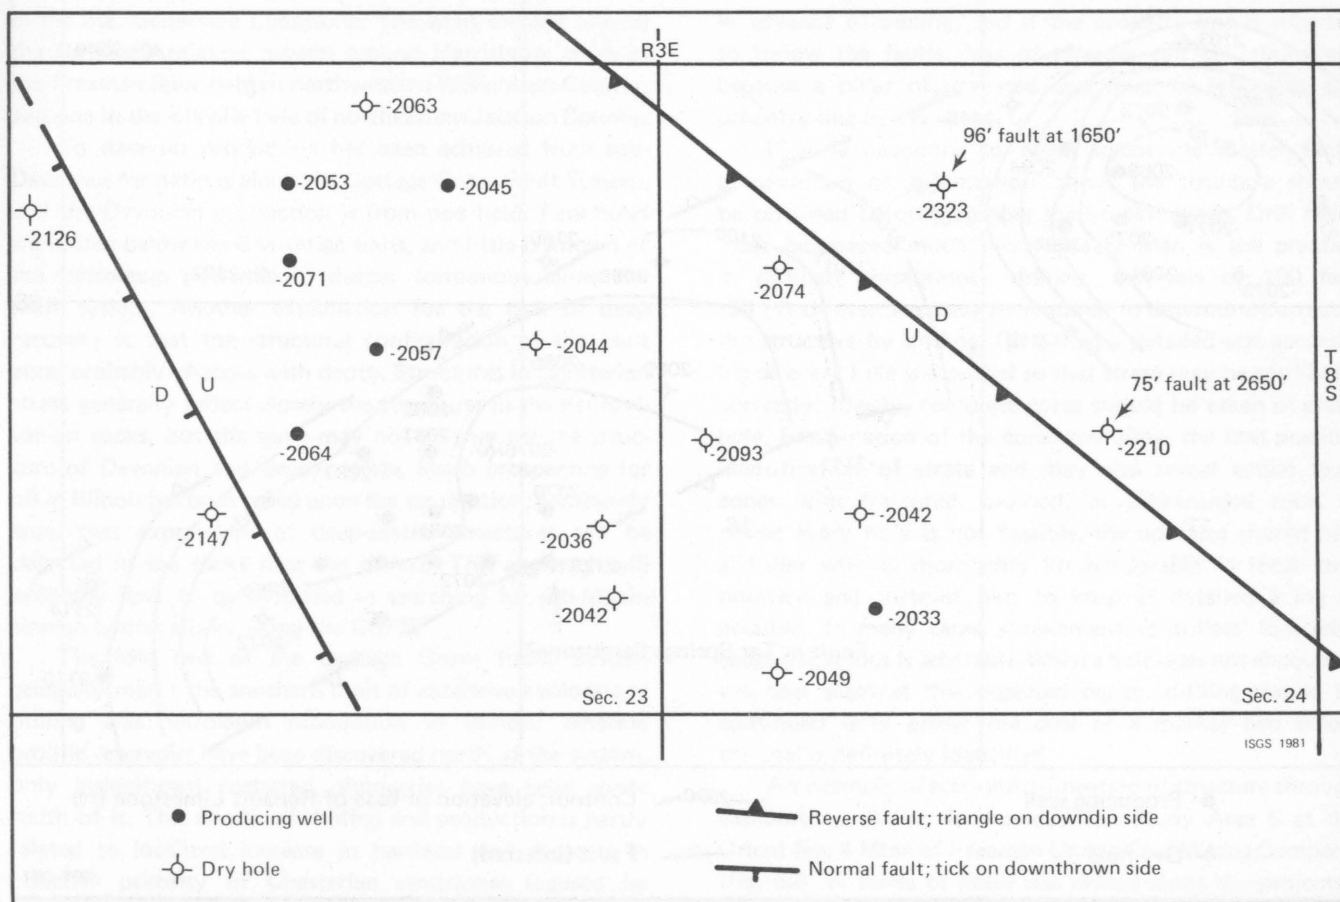 R3E
-2063
96' fault at 1650'
-2053
-2045
-2323
-2126
-2071
-2074
D
U
-2057
-2044
T9S
75' fault at 2650'
U
D
-2064
-2093
-2210
-2147
-2036
-2042
-2042
-2033
-2049
Sec. 23
Sec. 24
ISGS 1981
Producing well
Reverse fault; triangle on downdip side
Dry hole
Normal fault; tick on downthrown side